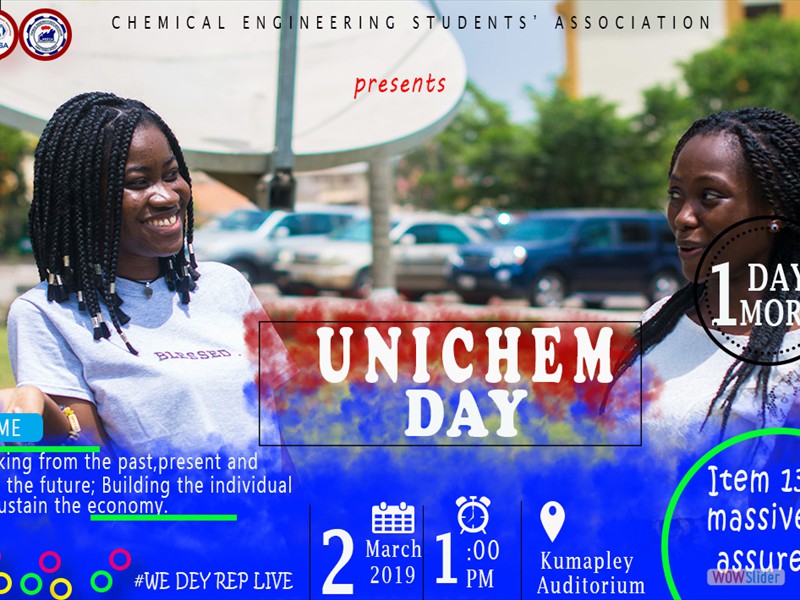 CHEMICAL ENGINEERING STUDENTS' ASSOCIATION
presents
BLESSED.
1 DAY
MOR
UNICHEM
DAY
ME
king from the past,present and
the future; Building the individual
ustain the economy.
Item 13
massive
assure
#WE DEY REP LIVE
2 March
2019
1 :00
PM
Kumapley
Auditorium
WOWSlider